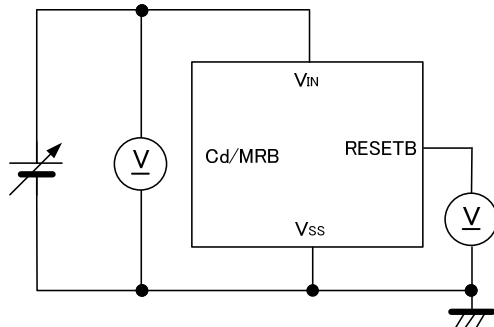 VIN
Cd/MRB
RESETB
V
V
VSS